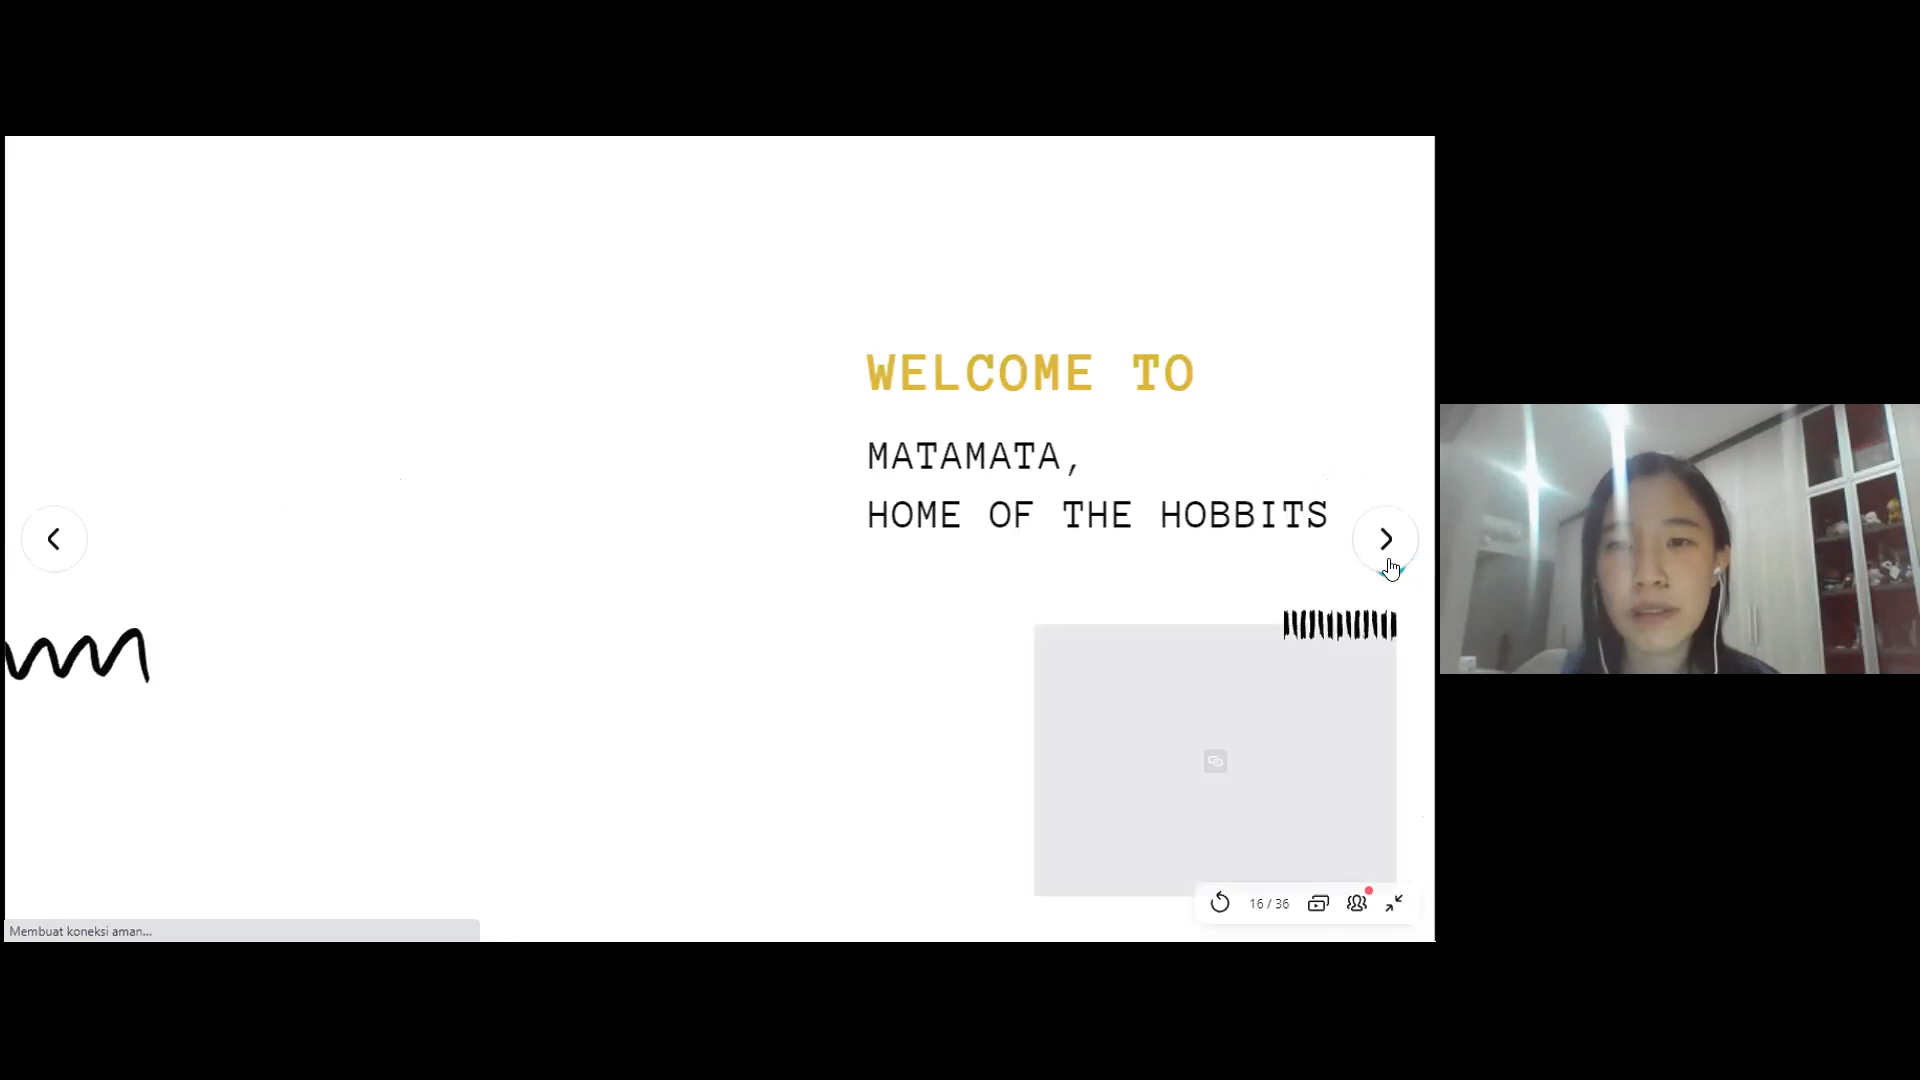 WELCOME TO
MATAMATA,
HOME OF THE HOBBITS
16 / 36
Membuat koneksi aman...